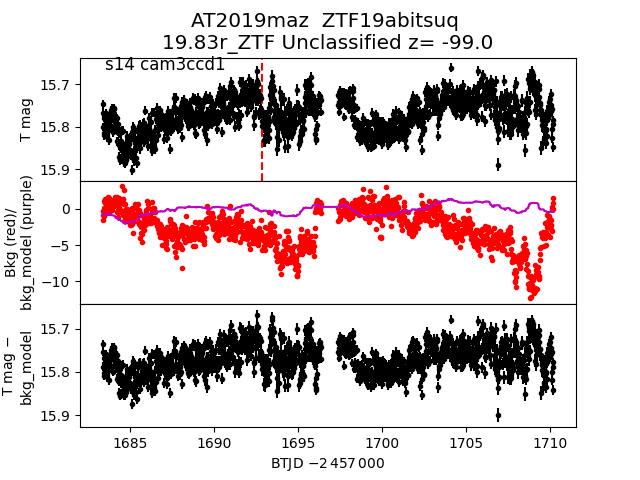 AT2019maz  ZTF19abitsuq
19.83r_ZTF Unclassified z= -99.0
s14 cam3ccd1
T mag
15.7
15.8
15.9
Bkg (red)/
bkg_model (purple)
0
−5
−10
T mag −
bkg_model
15.7
15.8
15.9
1685
1690
1695
1700
1705
1710
BTJD −2 457 000